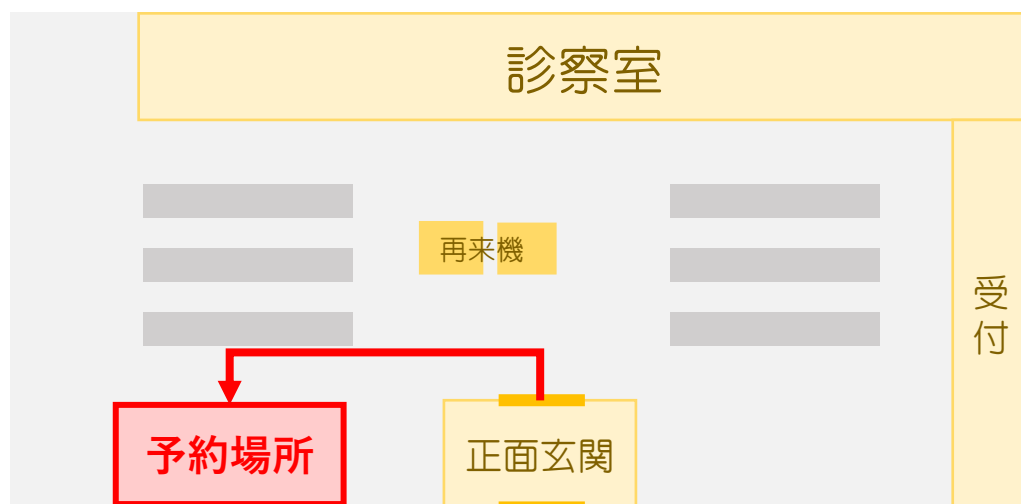 診察室
再来機
受付
予約場所
正面玄関